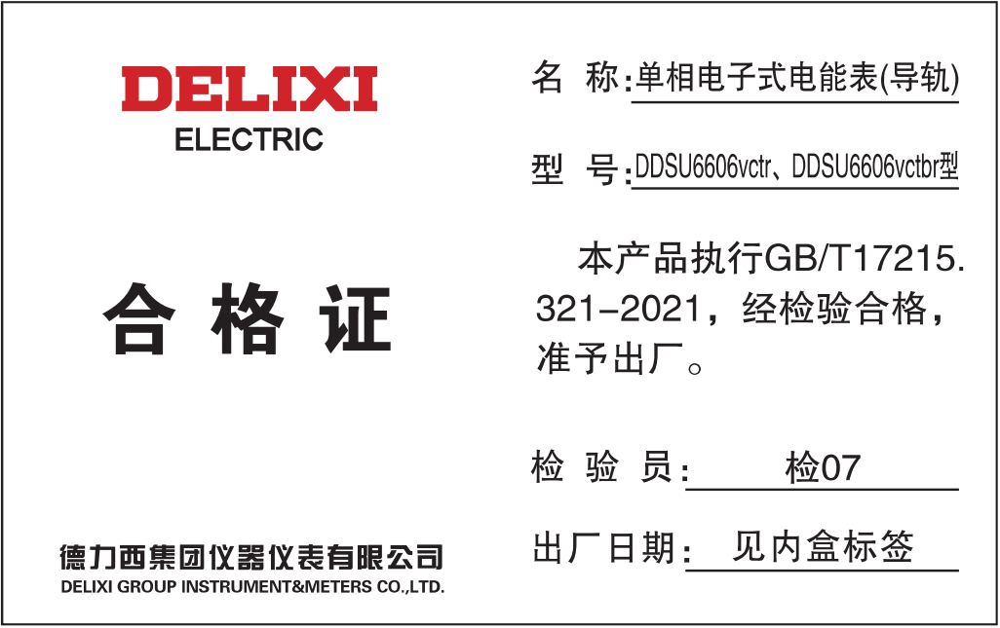 DELIXI
ELECTRIC
合格证
德力西集团仪器仪表有限公司
DELIXI GROUP INSTRUMENT&METERS CO.,LTD.
名 称:单相电子式电能表(导轨)
型 号:DDSU6606vctr、DDSU6606vctbr型
本产品执行GB/T17215.
321-2021，经检验合格，
准予出厂。
检 验 员:检07
出厂日期:见内盒标签